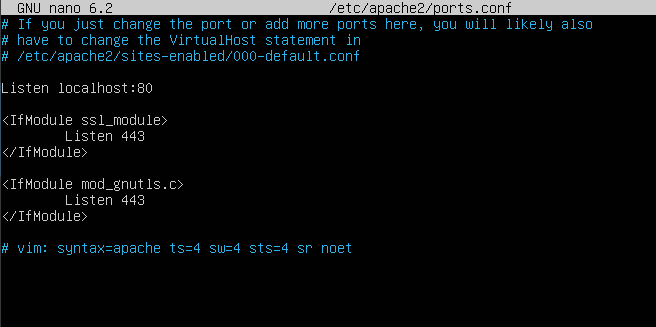 GNU nano 6.2 /etc/apache2/ports.conf
# If you just change the port or add more ports here, you will likely also
# have to change the VirtualHost statement in
# /etc/apache2/sites-enabled/000-default.conf
Listen localhost:80
<IfModule ssl_module>
Listen 443
</IfModule>
<IfModule mod_gnutls.c>
Listen 443
</IfModule>
# vim: syntax=apache ts=4 sw=4 sts=4 sr noet